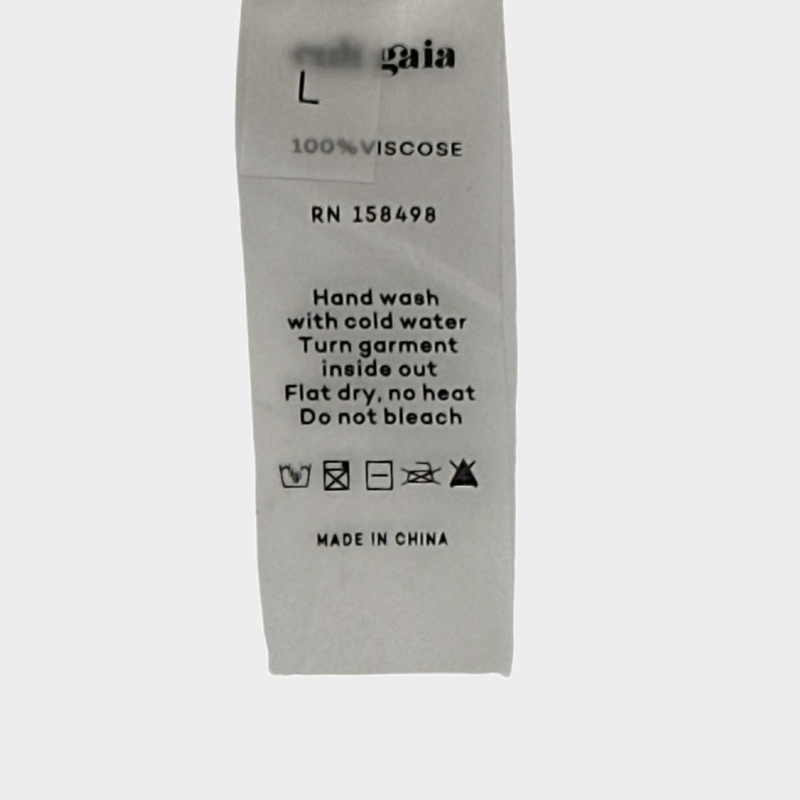 gaia
L
100% VISCOSE
RN 158498
Hand wash
with cold water
Turn garment
inside out
Flat dry, no heat
Do not bleach
MADE IN CHINA